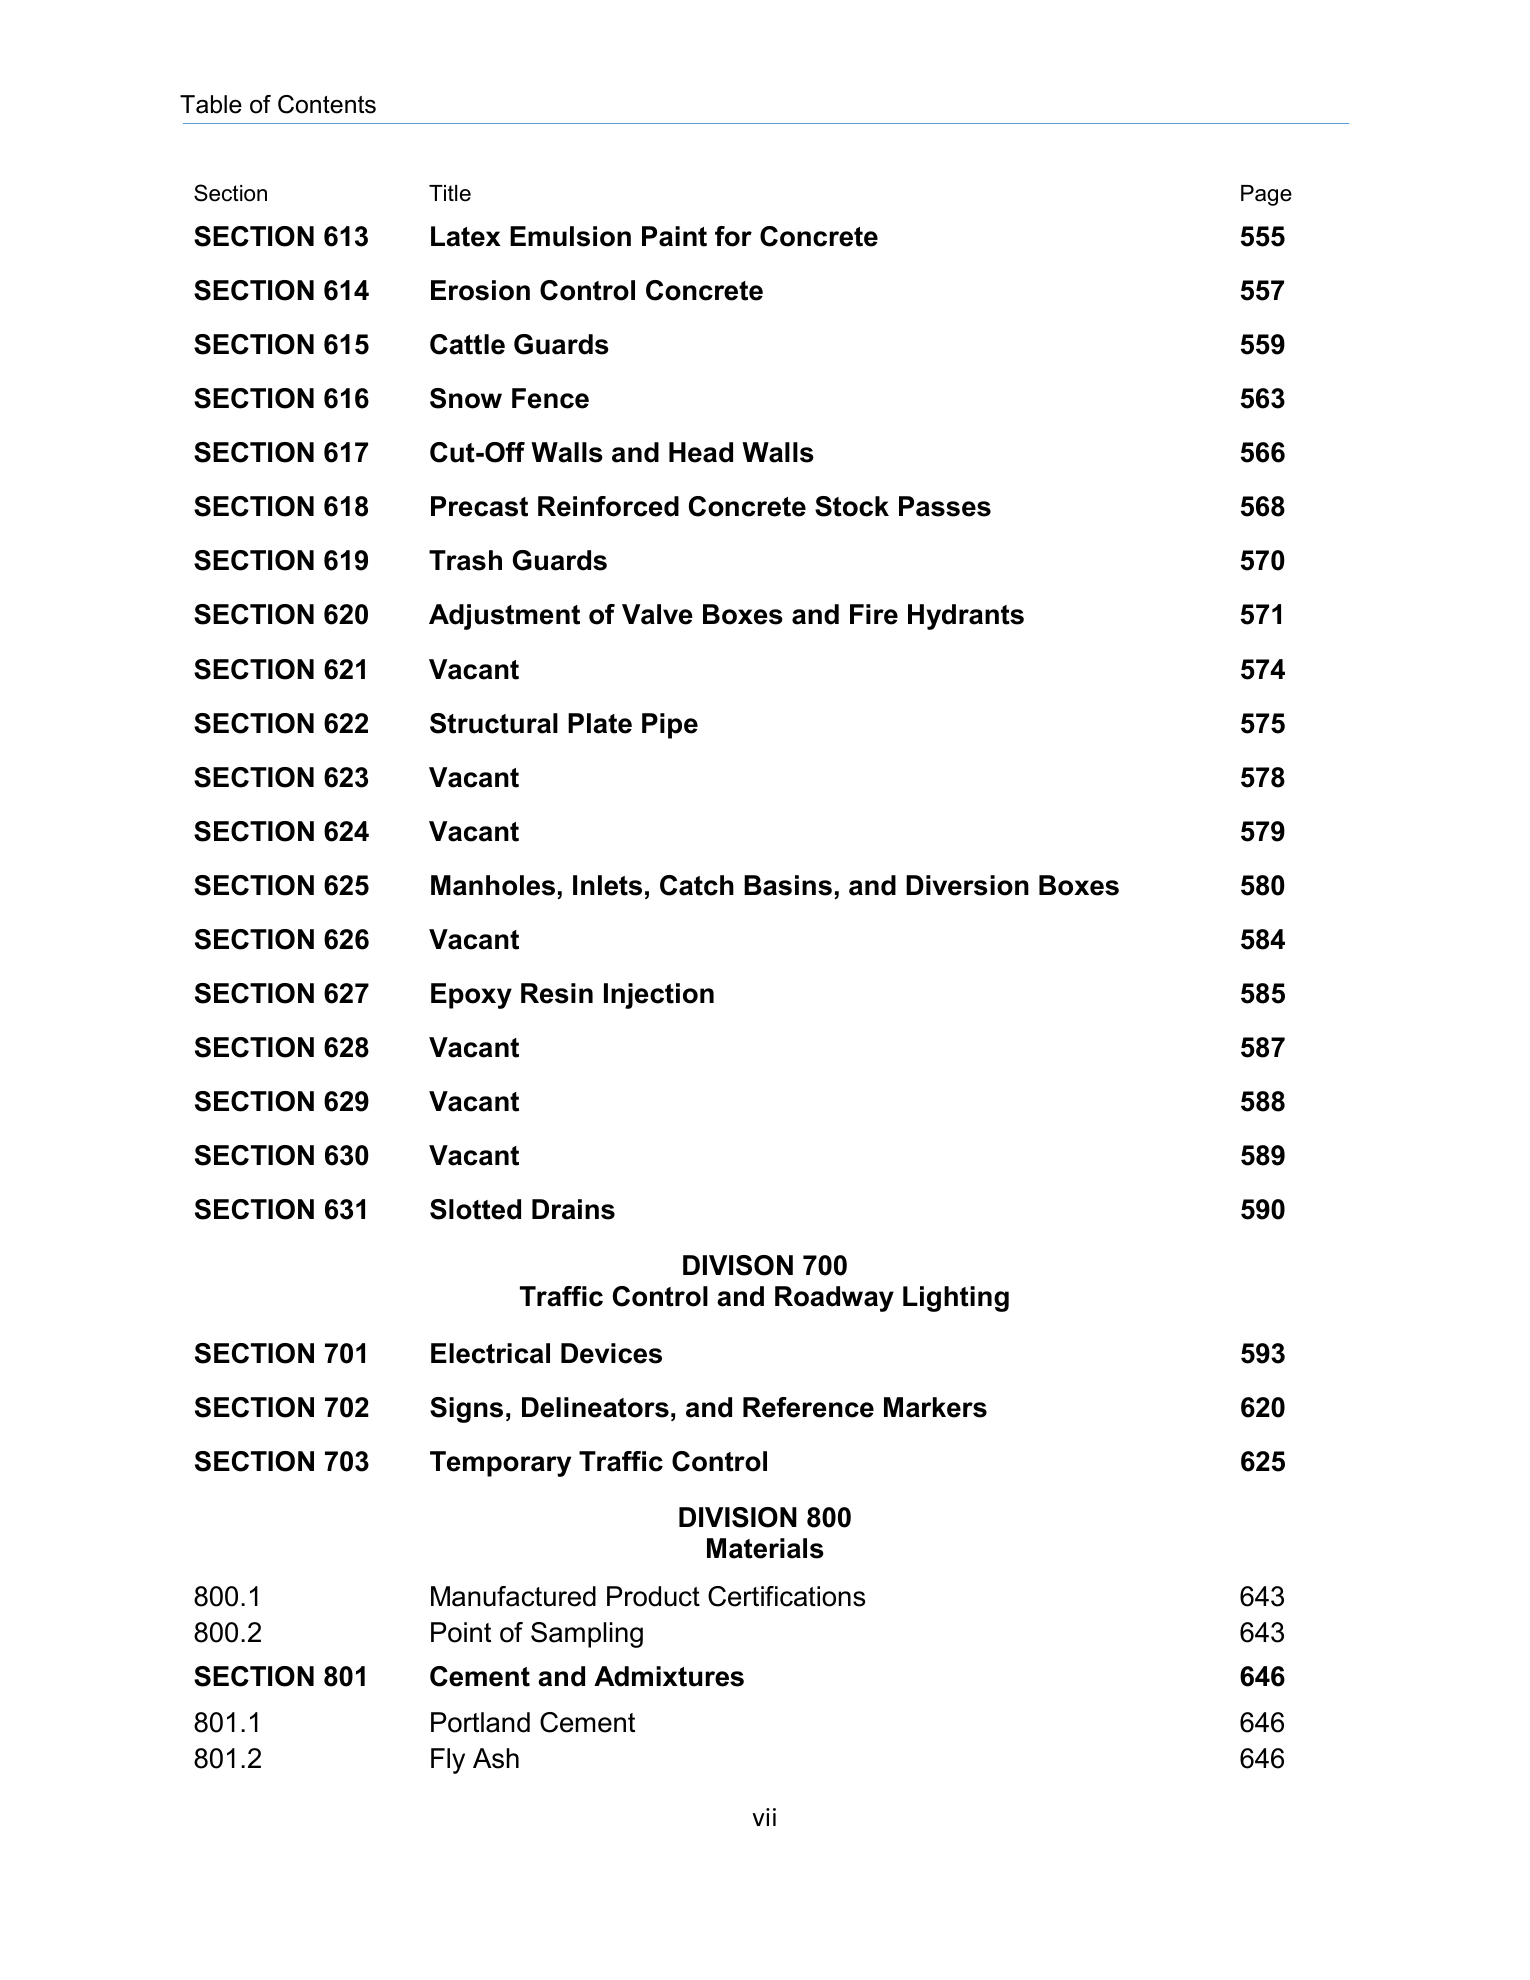 Table of Contents
Section Title Page
SECTION 613 Latex Emulsion Paint for Concrete 555
SECTION 614 Erosion Control Concrete 557
SECTION 615 Cattle Guards 559
SECTION 616 Snow Fence 563
SECTION 617 Cut-Off Walls and Head Walls 566
SECTION 618 Precast Reinforced Concrete Stock Passes 568
SECTION 619 Trash Guards 570
SECTION 620 Adjustment of Valve Boxes and Fire Hydrants 571
SECTION 621 Vacant 574
SECTION 622 Structural Plate Pipe 575
SECTION 623 Vacant 578
SECTION 624 Vacant 579
SECTION 625 Manholes, Inlets, Catch Basins, and Diversion Boxes 580
SECTION 626 Vacant 584
SECTION 627 Epoxy Resin Injection 585
SECTION 628 Vacant 587
SECTION 629 Vacant 588
SECTION 630 Vacant 589
SECTION 631 Slotted Drains 590
DIVISON 700
Traffic Control and Roadway Lighting
SECTION 701 Electrical Devices 593
SECTION 702 Signs, Delineators, and Reference Markers 620
SECTION 703 Temporary Traffic Control 625
DIVISION 800
Materials
800.1 Manufactured Product Certifications 643
800.2 Point of Sampling 643
SECTION 801 Cement and Admixtures 646
801.1 Portland Cement 646
801.2 Fly Ash 646
vii